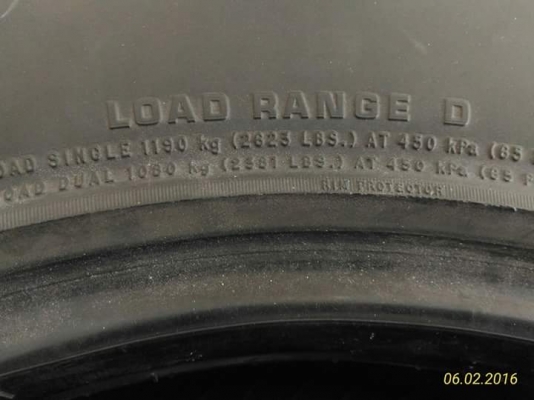 LOAD RANGE D
OAD SINGLE 1190 kg (2623 LBS.) AT 450 kPa (65
OAD DUAL 1080 kg (2381 LBS.) AT 450 kPa (65 P
RIM PROTECTOR
06.02.2016